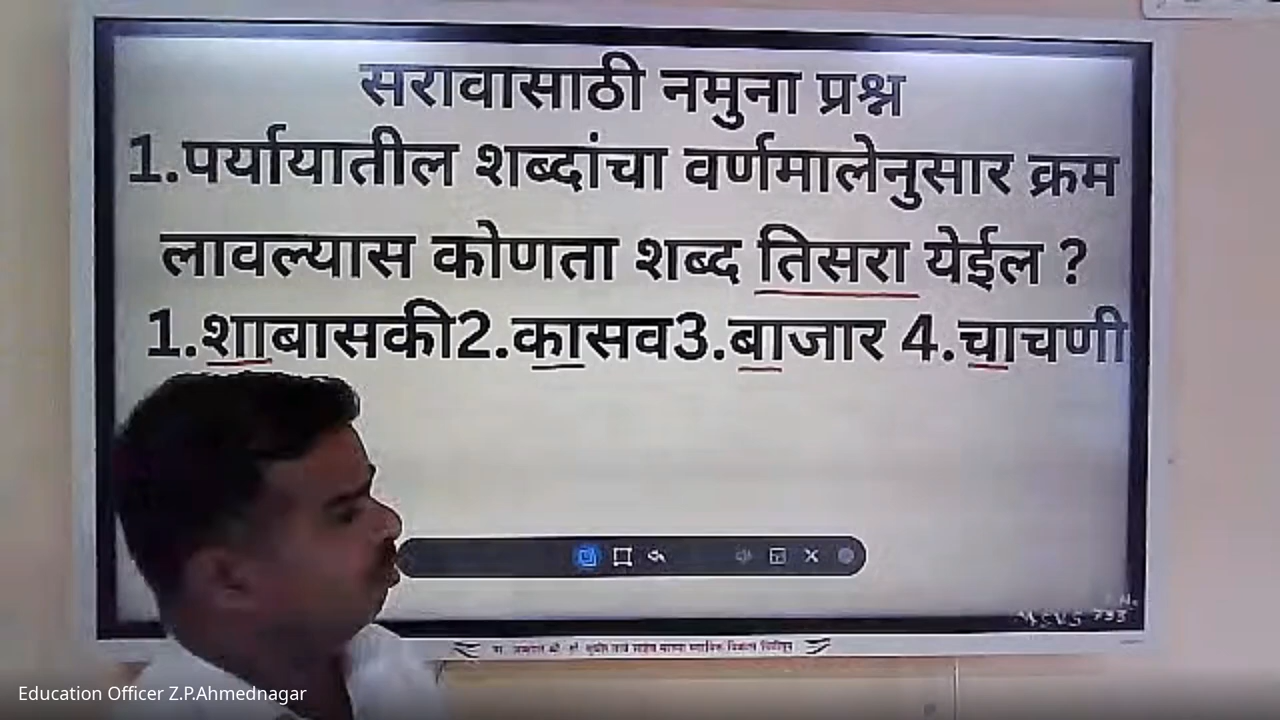 सरावासाठी नमुना प्रश्न
1.पर्यायातील शब्दांचा वर्णमालेनुसार क्रम
लावल्यास कोणता शब्द तिसरा येईल ?
1.शाबासकी2.कासव3.बाजार 4.चाचणी
Education Officer Z.P.Ahmednagar